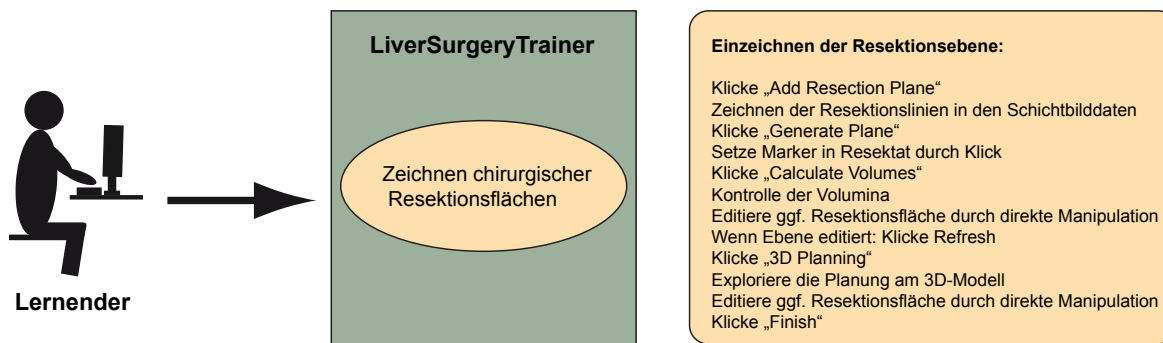 LiverSurgeryTrainer
Zeichnen chirurgischer
Resektionsflächen
Lernender
Einzeichnen der Resektionsebene:
Klicke „Add Resection Plane“
Zeichnen der Resektionslinien in den Schichtbilddaten
Klicke „Generate Plane“
Setze Marker in Resektat durch Klick
Klicke „Calculate Volumes“
Kontrolle der Volumina
Editiere ggf. Resektionsfläche durch direkte Manipulation
Wenn Ebene editiert: Klicke Refresh
Klicke „3D Planning“
Exploriere die Planung am 3D-Modell
Editiere ggf. Resektionsfläche durch direkte Manipulation
Klicke „Finish“